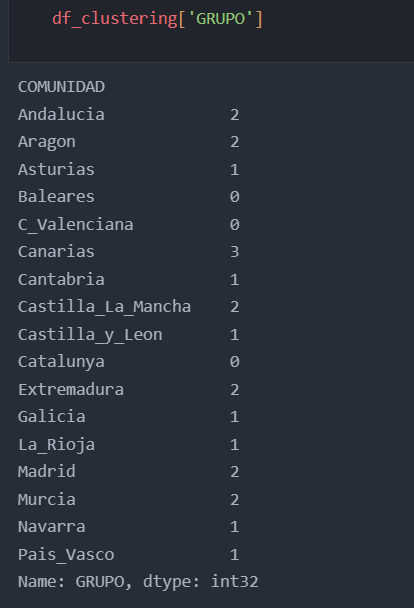 df_clustering['GRUPO']
COMUNIDAD
Andalucia 2
Aragon 2
Asturias 1
Baleares 0
C_Valenciana 0
Canarias 3
Cantabria 1
Castilla_La_Mancha 2
Castilla_y_Leon 1
Catalunya 0
Extremadura 2
Galicia 1
La_Rioja 1
Madrid 2
Murcia 2
Navarra 1
Pais_Vasco 1
Name: GRUPO, dtype: int32